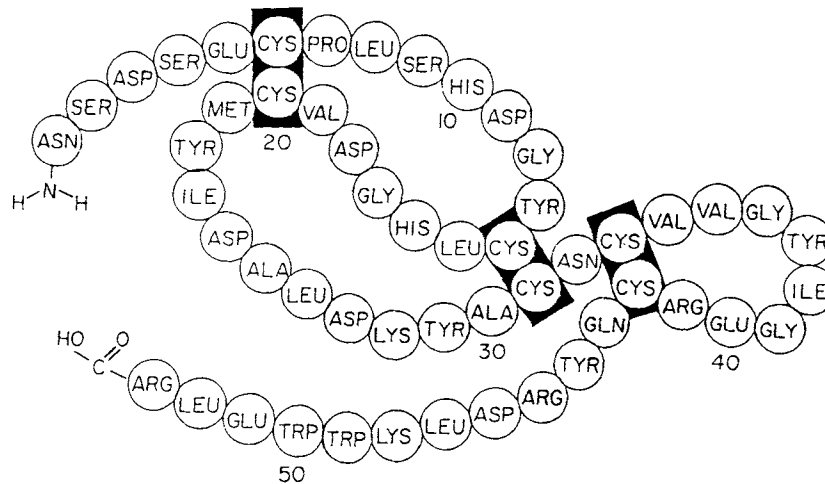 H N H
ASN SER ASP SER GLU CYS PRO LEU SER HIS ASP GLY TYR
10
CYS LEU HIS GLY ASP VAL CYS
20
MET TYR ILE ASP ALA LEU ASP LYS TYR ALA
30
CYS ASN CYS VAL VAL GLY TYR ILE GLY GLU ARG
40
CYS GLN TYR ARG ASP LEU LYS TRP TRP GLU LEU ARG
50
HO C O